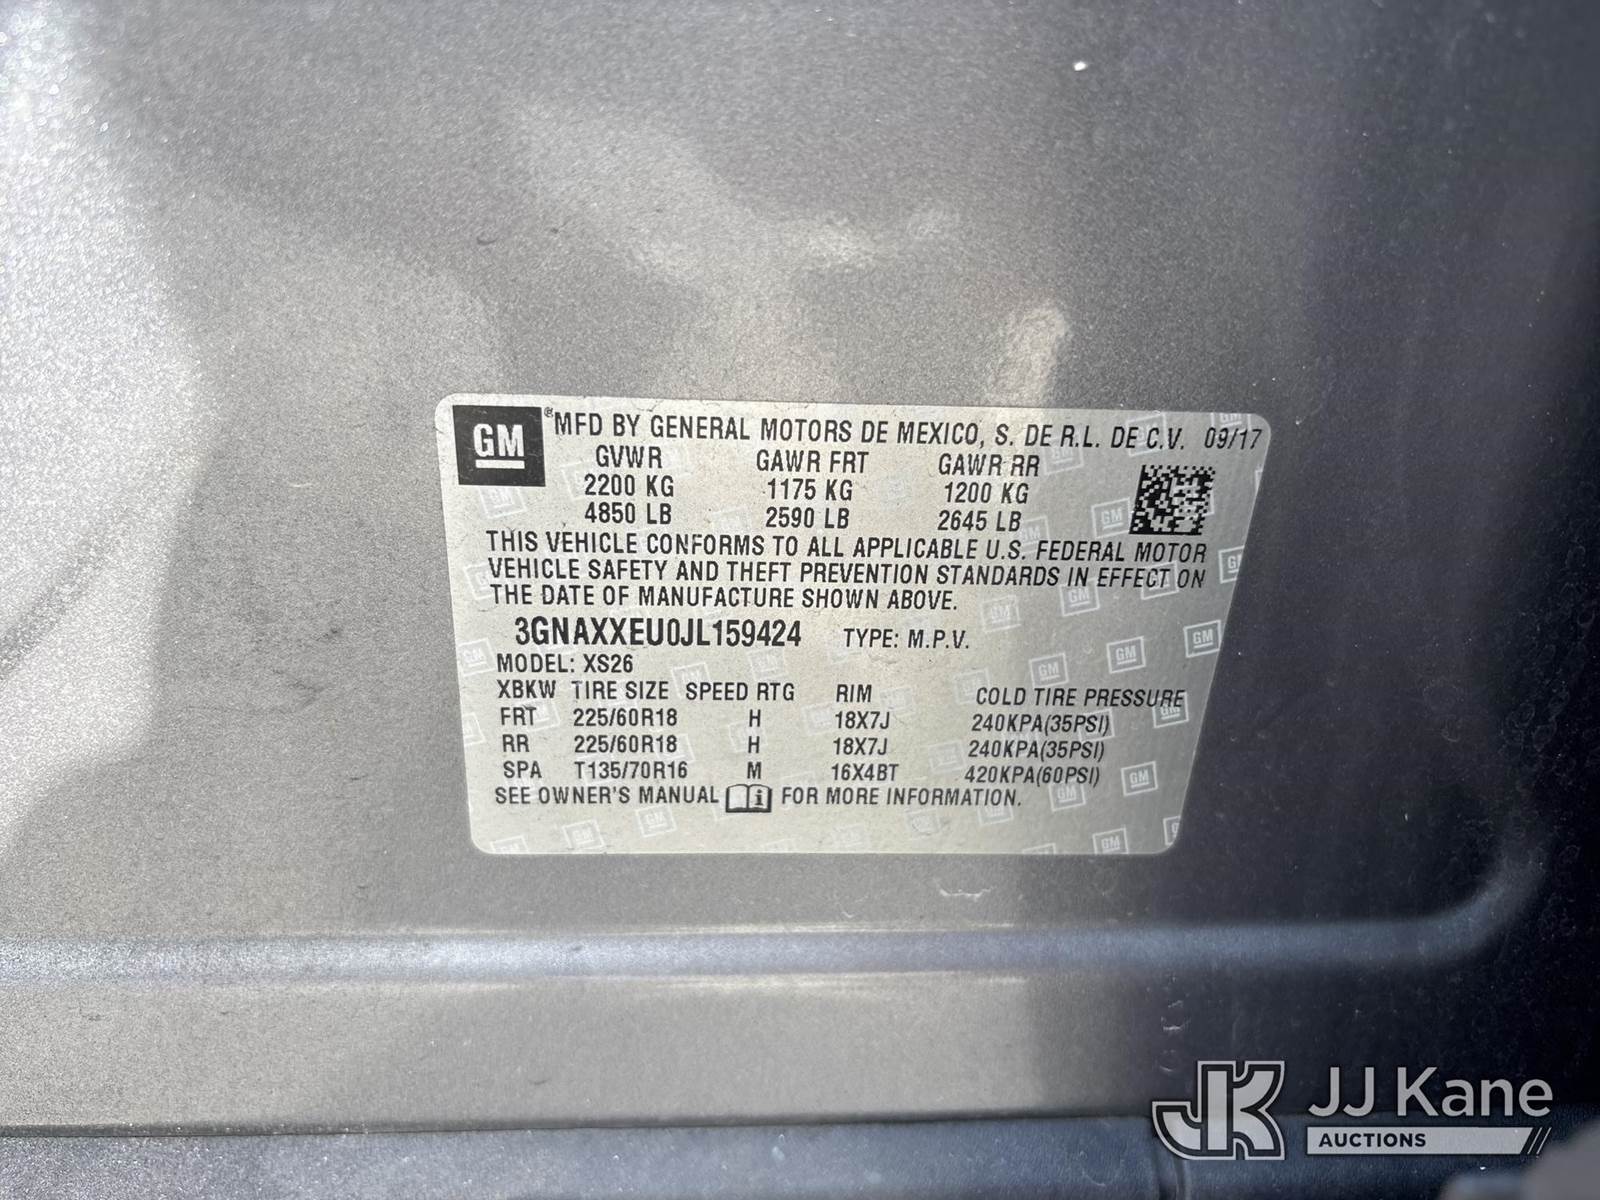 GM ® MFD BY GENERAL MOTORS DE MEXICO, S. DE R.L. DE C.V. 09/17
GVWR GAWR FRT GAWR RR
2200 KG 1175 KG 1200 KG
4850 LB 2590 LB 2645 LB
THIS VEHICLE CONFORMS TO ALL APPLICABLE U.S. FEDERAL MOTOR
VEHICLE SAFETY AND THEFT PREVENTION STANDARDS IN EFFECT ON
THE DATE OF MANUFACTURE SHOWN ABOVE.
3GNAXXEU0JL159424 TYPE: M.P.V.
MODEL: XS26
XBKW TIRE SIZE SPEED RTG RIM COLD TIRE PRESSURE
FRT 225/60R18 H 18X7J 240KPA(35PSI)
RR 225/60R18 H 18X7J 240KPA(35PSI)
SPA T135/70R16 M 16X4BT 420KPA(60PSI)
SEE OWNER'S MANUAL FOR MORE INFORMATION.
JK JJ Kane
AUCTIONS